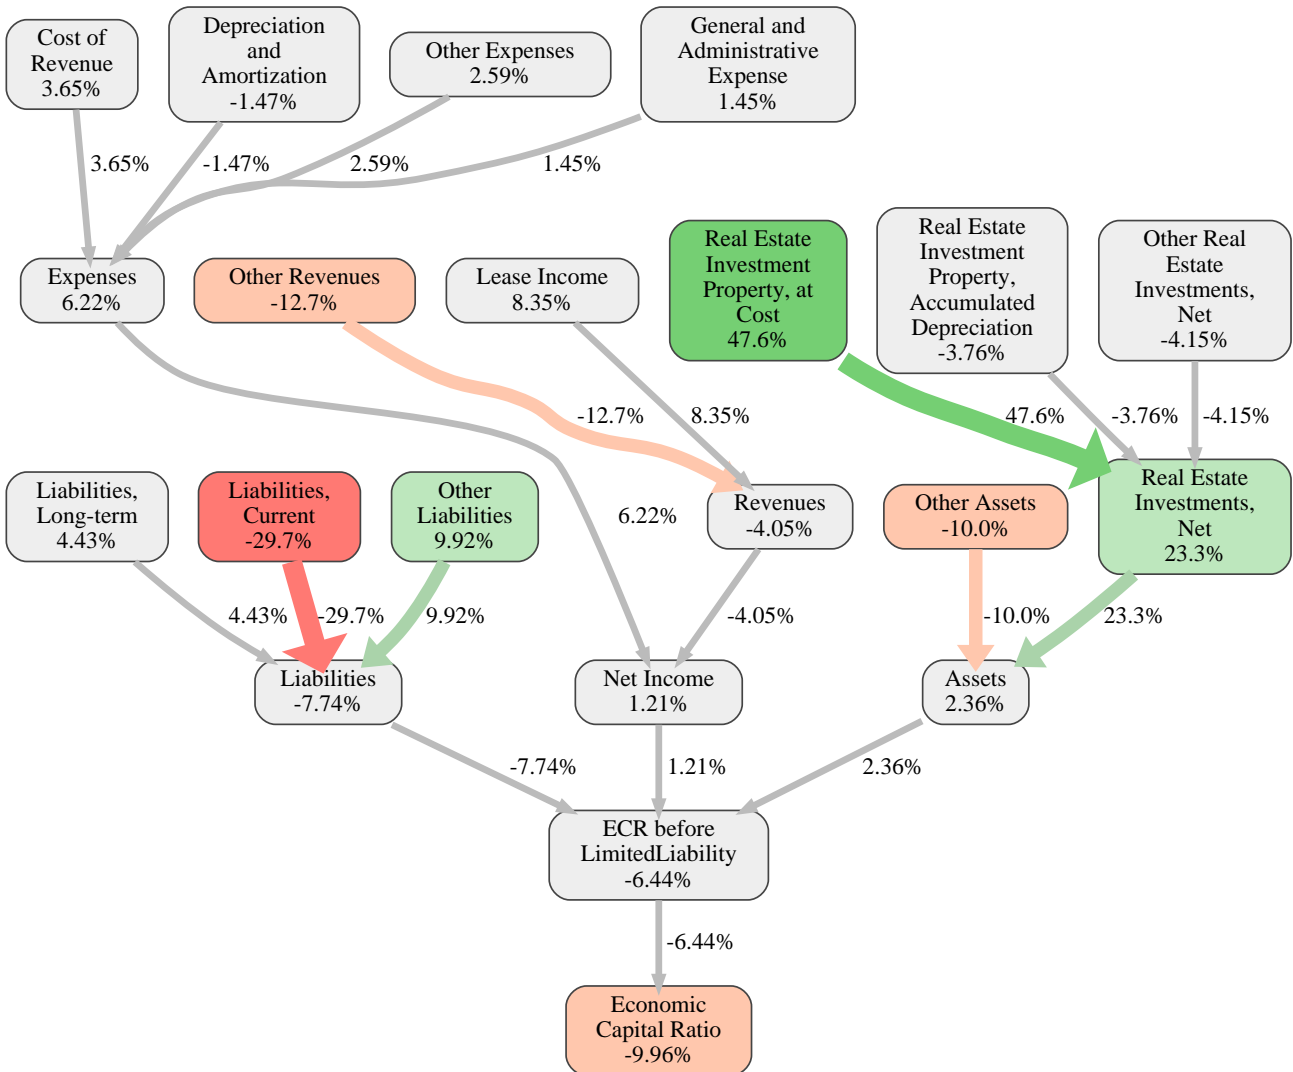 Cost of
Revenue
3.65%
Depreciation
and
Amortization
-1.47%
Other Expenses
2.59%
General and
Administrative
Expense
1.45%
3.65%
-1.47%
2.59%
1.45%
Expenses
6.22%
Other Revenues
-12.7%
Lease Income
8.35%
Real Estate
Investment
Property, at
Cost
47.6%
Real Estate
Investment
Property,
Accumulated
Depreciation
-3.76%
Other Real
Estate
Investments,
Net
-4.15%
-12.7%
8.35%
47.6%
-3.76%
-4.15%
Liabilities,
Long-term
4.43%
Liabilities,
Current
-29.7%
Other
Liabilities
9.92%
6.22%
Revenues
-4.05%
Other Assets
-10.0%
Real Estate
Investments,
Net
23.3%
4.43%
-29.7%
9.92%
-4.05%
-10.0%
23.3%
Liabilities
-7.74%
Net Income
1.21%
Assets
2.36%
-7.74%
1.21%
2.36%
ECR before
LimitedLiability
-6.44%
-6.44%
Economic
Capital Ratio
-9.96%